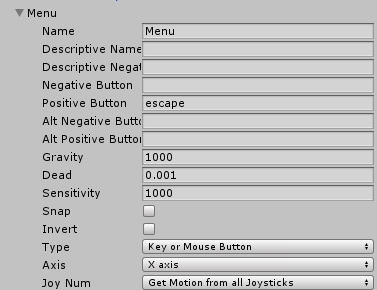 Menu
Name Menu
Descriptive Name
Descriptive Negat
Negative Button
Positive Button escape
Alt Negative Butto
Alt Positive Button
Gravity 1000
Dead 0.001
Sensitivity 1000
Snap
Invert
Type Key or Mouse Button
Axis X axis
Joy Num Get Motion from all Joysticks